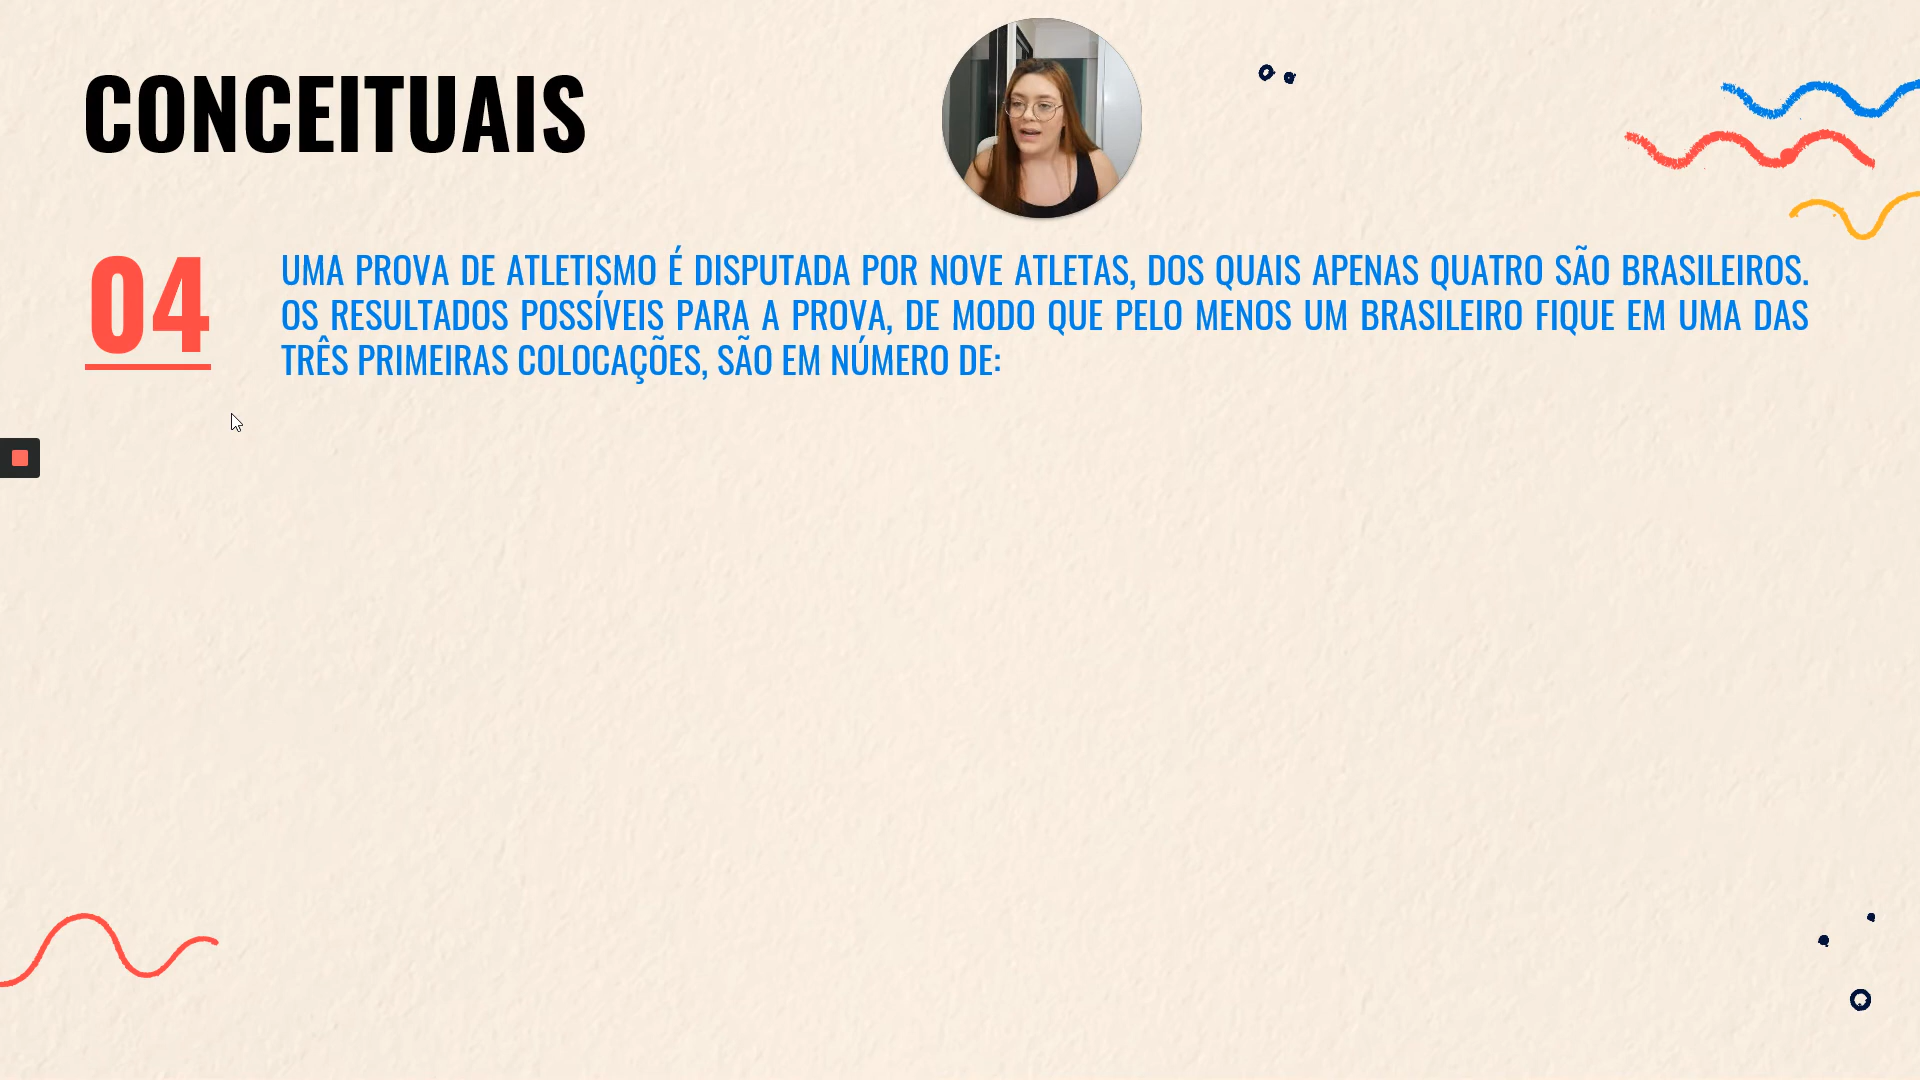 CONCEITUAIS
04
UMA PROVA DE ATLETISMO É DISPUTADA POR NOVE ATLETAS, DOS QUAIS APENAS QUATRO SÃO BRASILEIROS.
OS RESULTADOS POSSÍVEIS PARA A PROVA, DE MODO QUE PELO MENOS UM BRASILEIRO FIQUE EM UMA DAS
TRÊS PRIMEIRAS COLOCAÇÕES, SÃO EM NÚMERO DE: